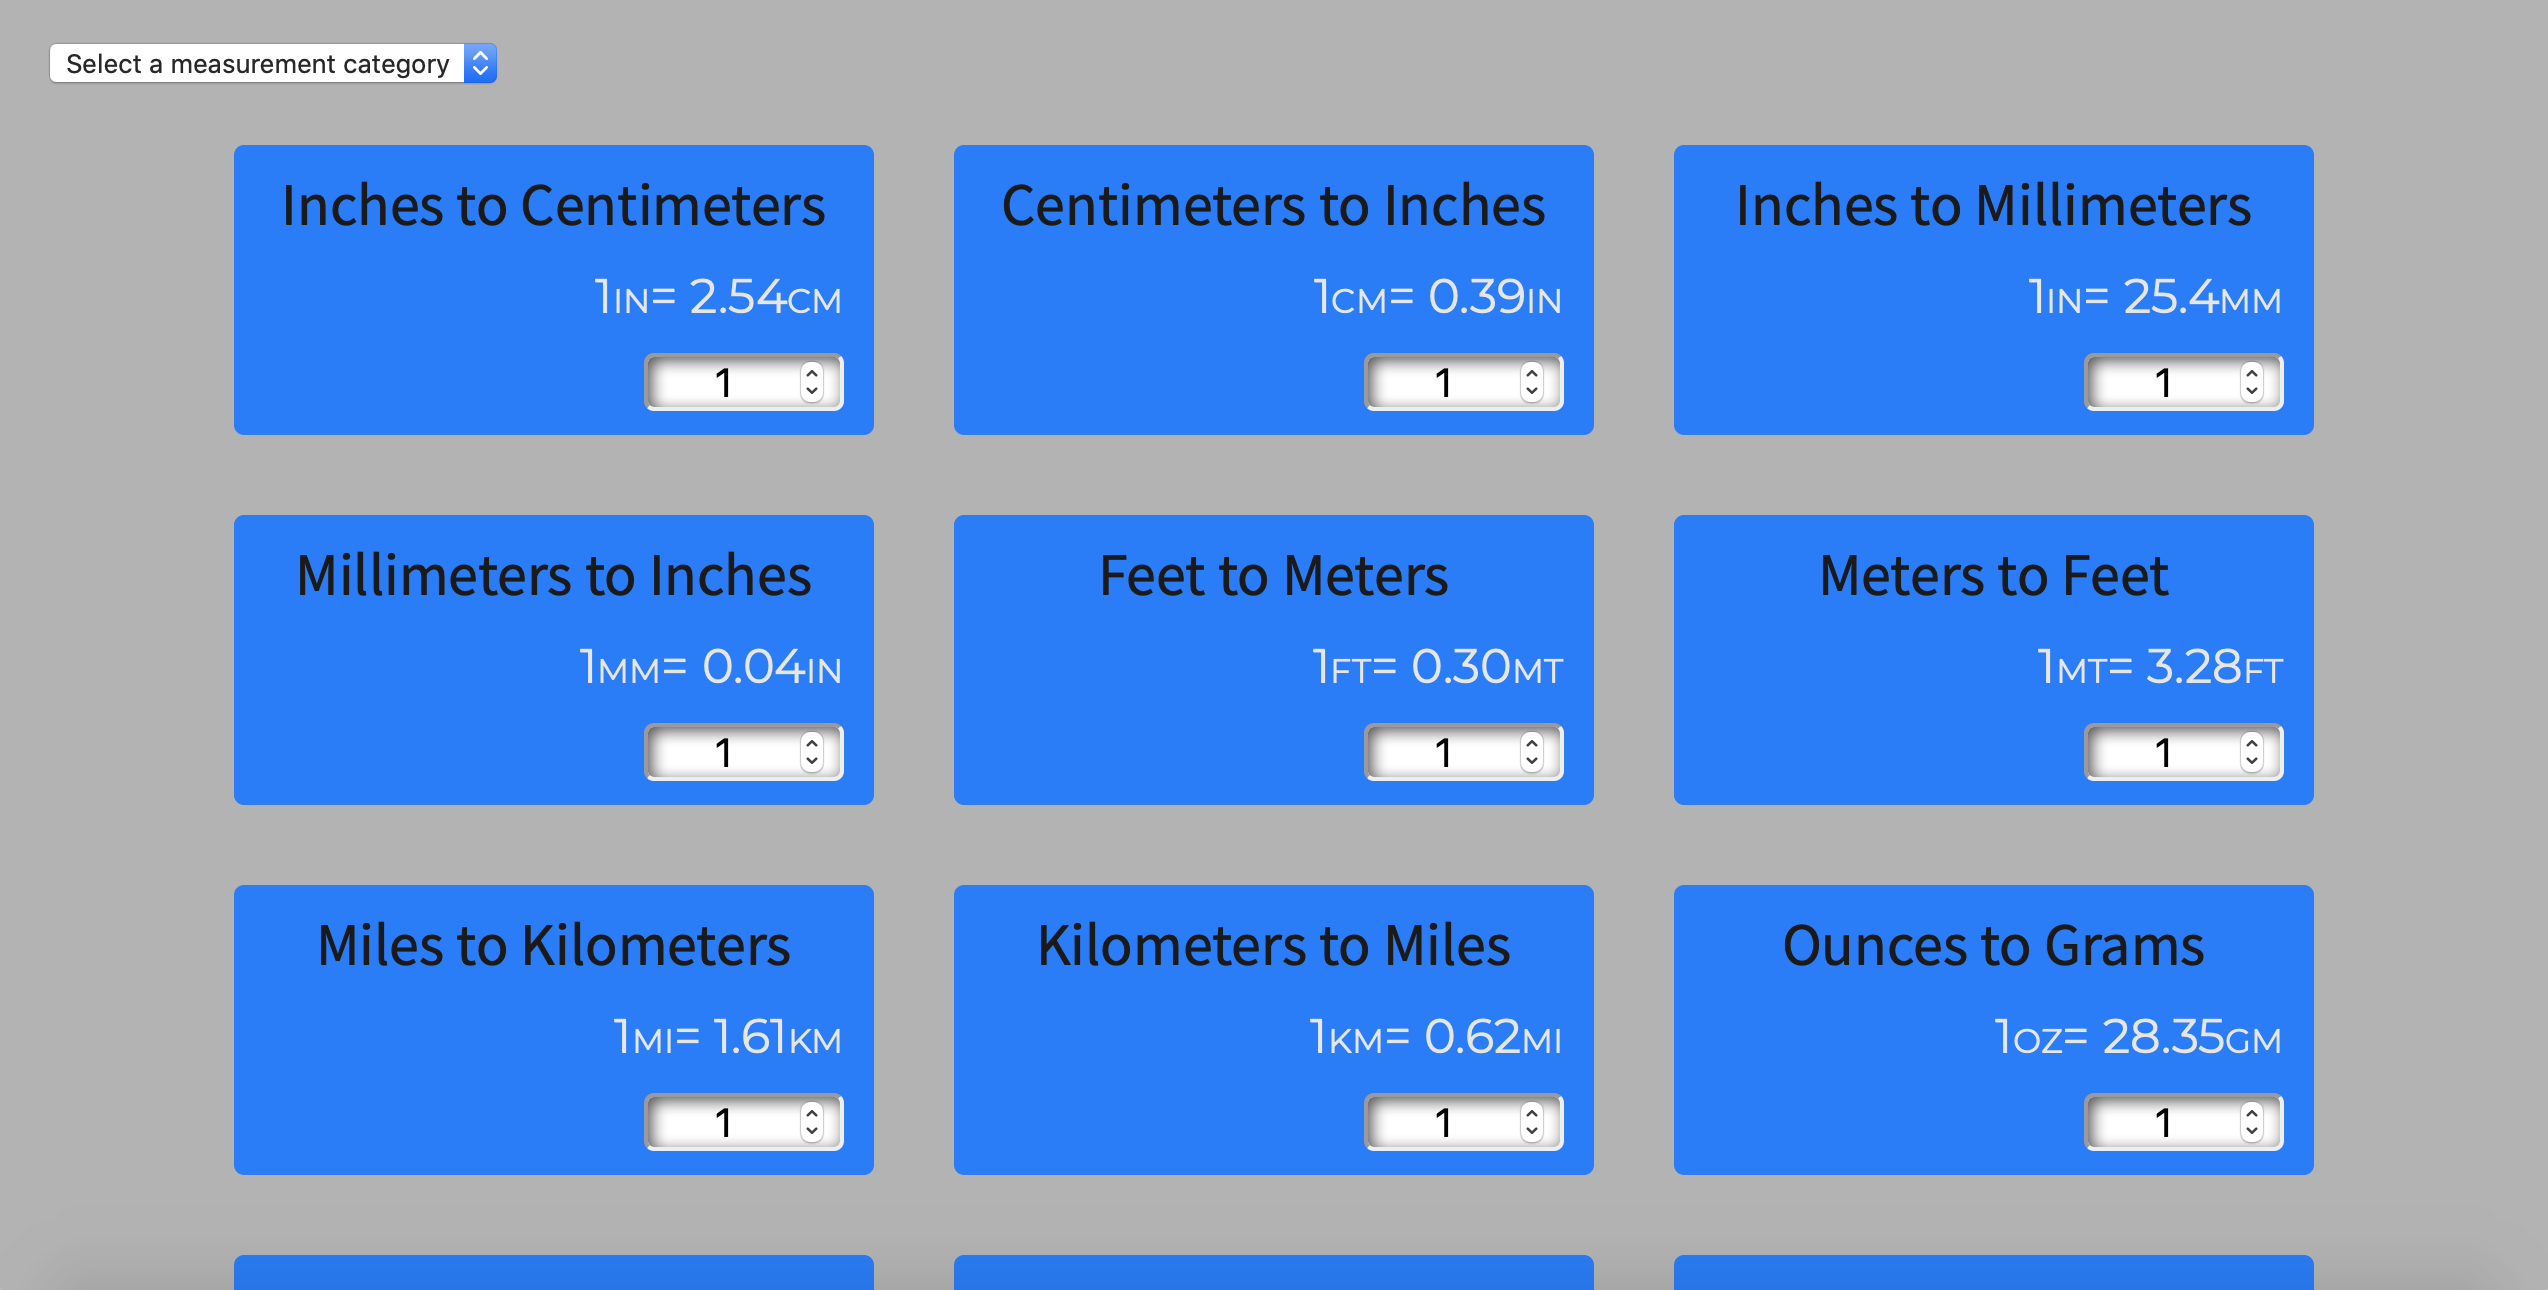 Select a measurement category
Inches to Centimeters
1IN= 2.54CM
1
Centimeters to Inches
1CM= 0.39IN
1
Inches to Millimeters
1IN= 25.4MM
1
Millimeters to Inches
1MM= 0.04IN
1
Feet to Meters
1FT= 0.30MT
1
Meters to Feet
1MT= 3.28FT
1
Miles to Kilometers
1MI= 1.61KM
1
Kilometers to Miles
1KM= 0.62MI
1
Ounces to Grams
1OZ= 28.35GM
1